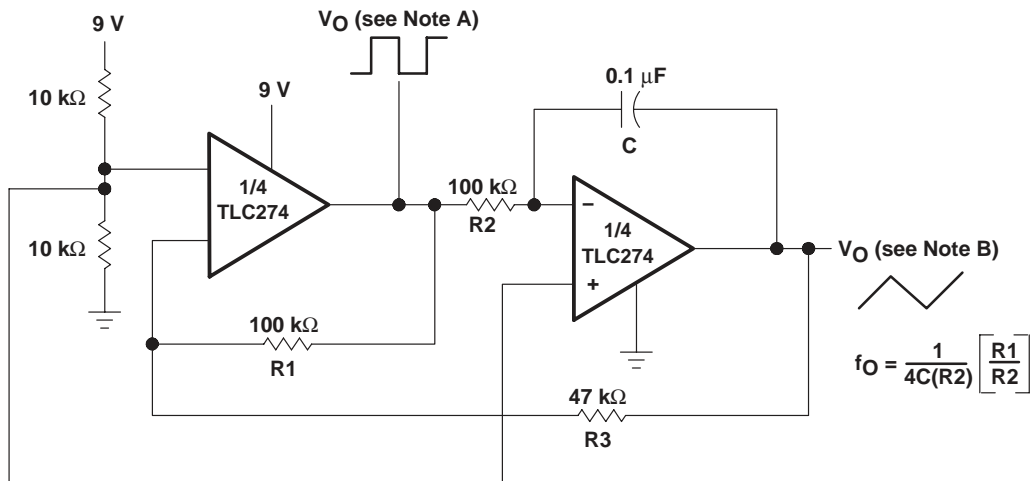 VO (see Note A)
9 V
10 kΩ
9 V
1/4
TLC274
10 kΩ
100 kΩ
R1
100 kΩ
R2
0.1 μF
C
−
1/4
TLC274
+
47 kΩ
R3
VO (see Note B)
fO = 1/4C(R2) [R1/R2]